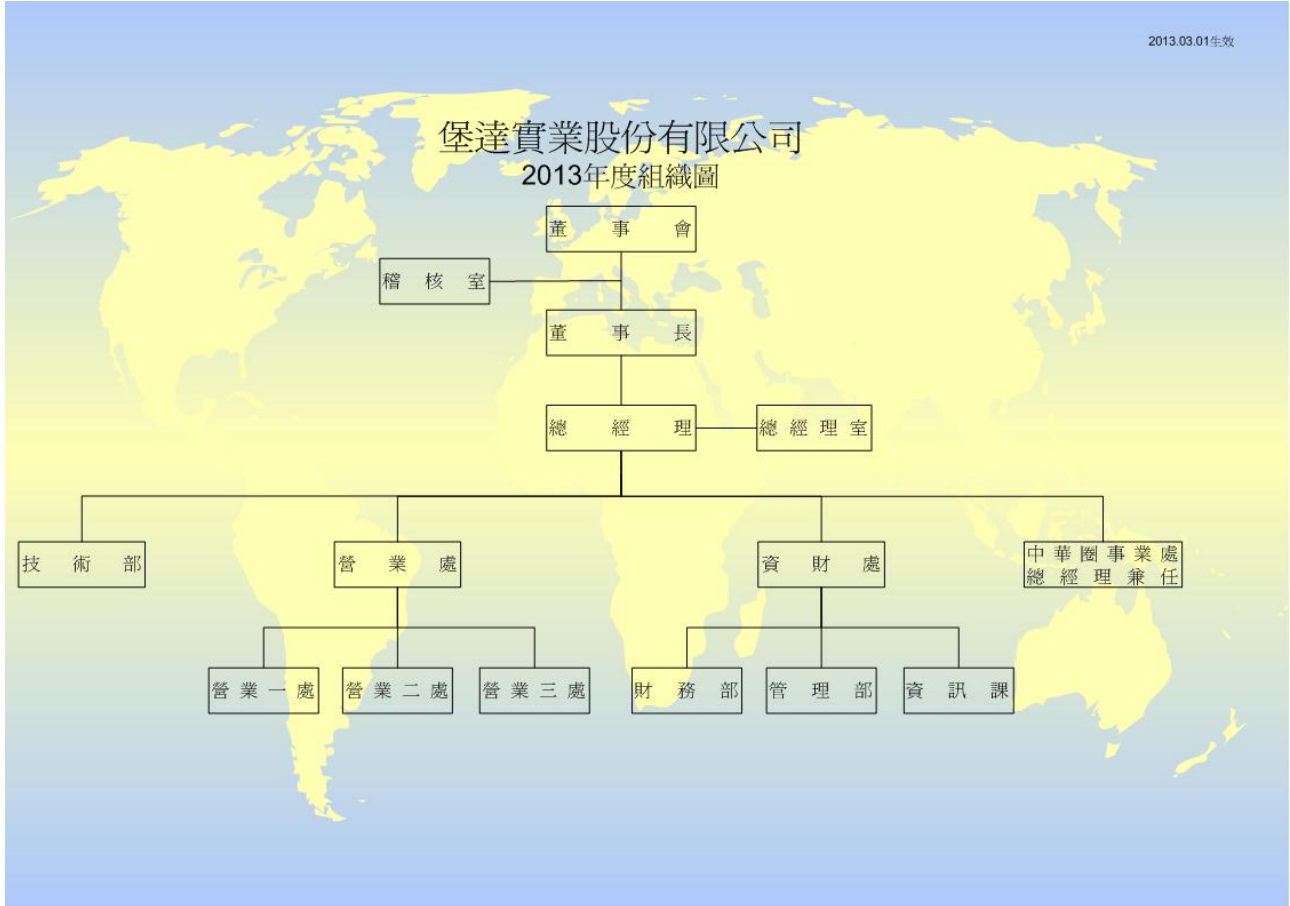 2013.03.01生效
堡達實業股份有限公司
2013年度組織圖
董事會
稽核室
董事長
總經理
總經理室
技術部
營業處
資財處
中華圈事業處
總經理兼任
營業一處
營業二處
營業三處
財務部
管理部
資訊課